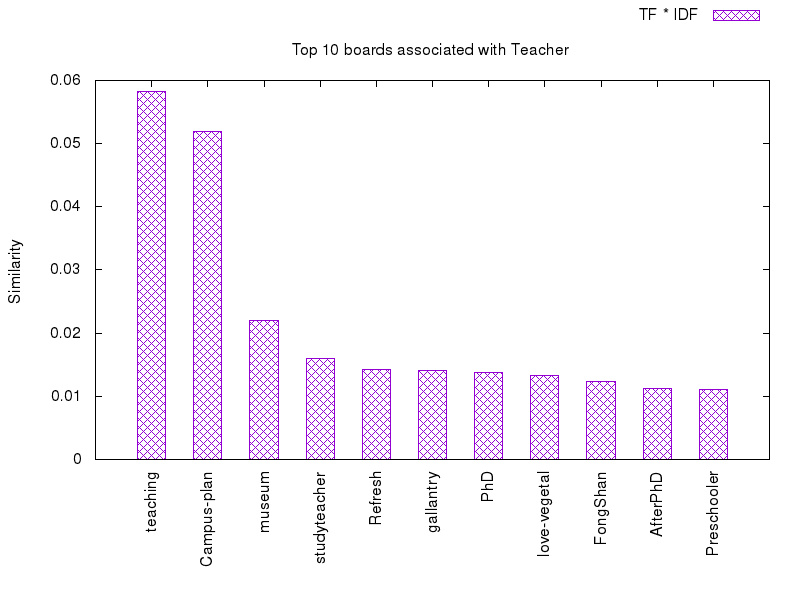 TF * IDF
Top 10 boards associated with Teacher
0.06
0.05
0.04
0.03
0.02
0.01
0
Similarity
teaching
Campus-plan
museum
studyteacher
Refresh
gallantry
PhD
love-vegetal
FongShan
AfterPhD
Preschooler